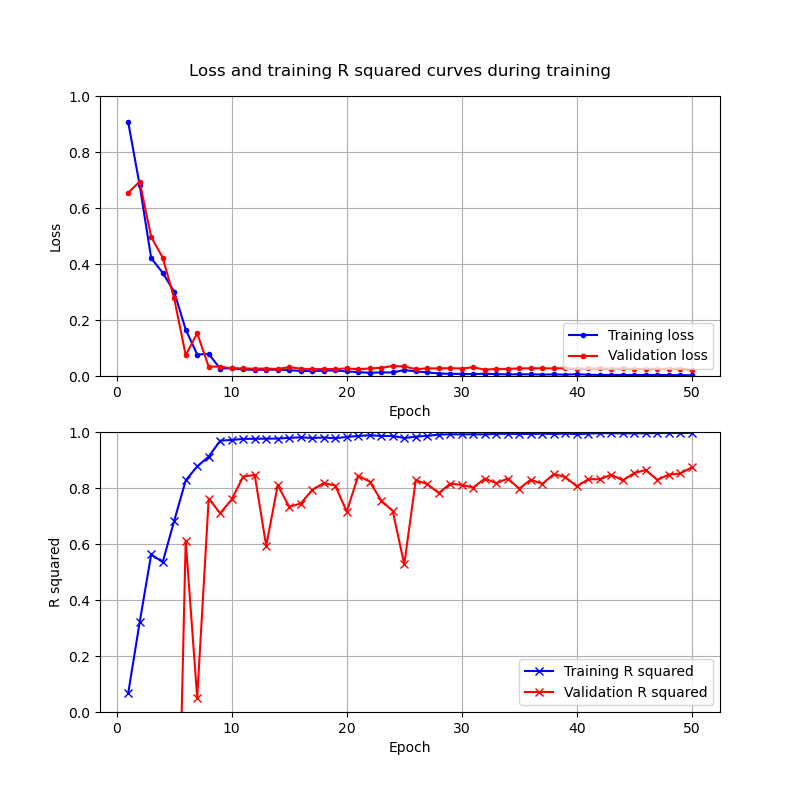 Loss and training R squared curves during training
1.0
0.8
0.6
0.4
0.2
0.0
Loss
Training loss
Validation loss
0 10 20 30 40 50
Epoch
1.0
0.8
0.6
0.4
0.2
0.0
R squared
Training R squared
Validation R squared
0 10 20 30 40 50
Epoch